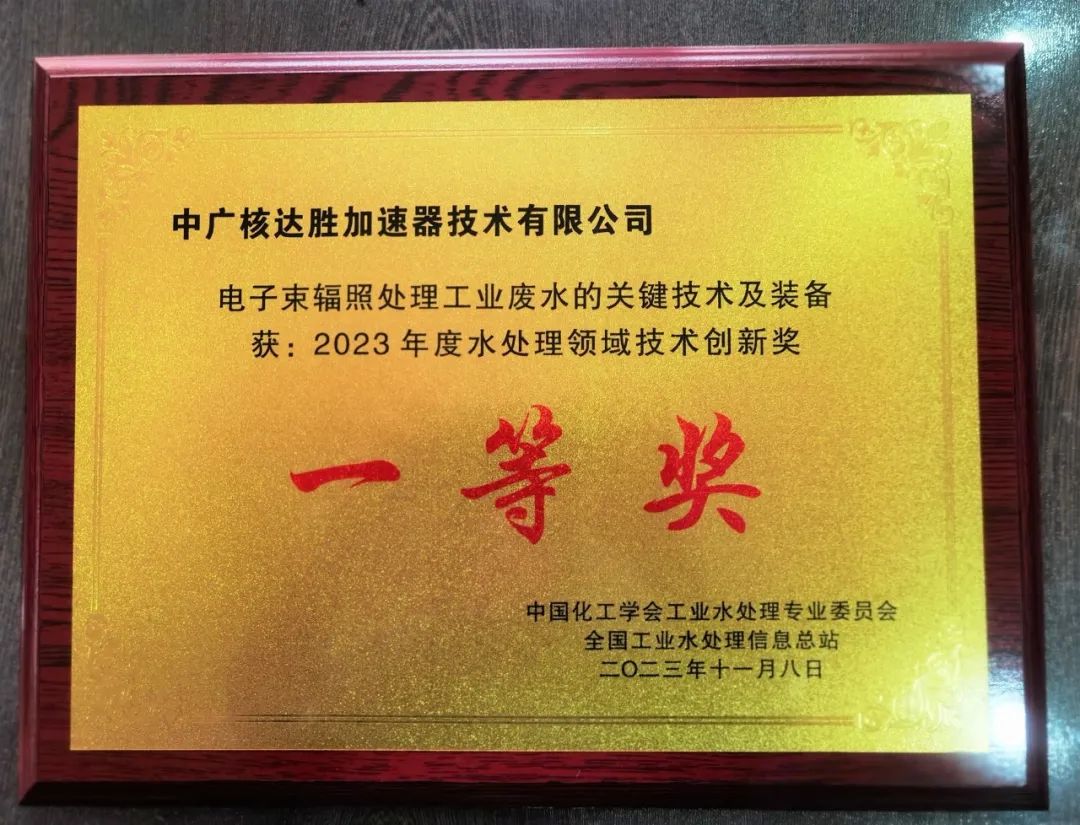 中广核达胜加速器技术有限公司
电子束辐照处理工业废水的关键技术及装备
获：2023 年度水处理领域技术创新奖
一等奖
中国化工学会工业水处理专业委员会
全国工业水处理信息总站
二〇二三年十一月八日